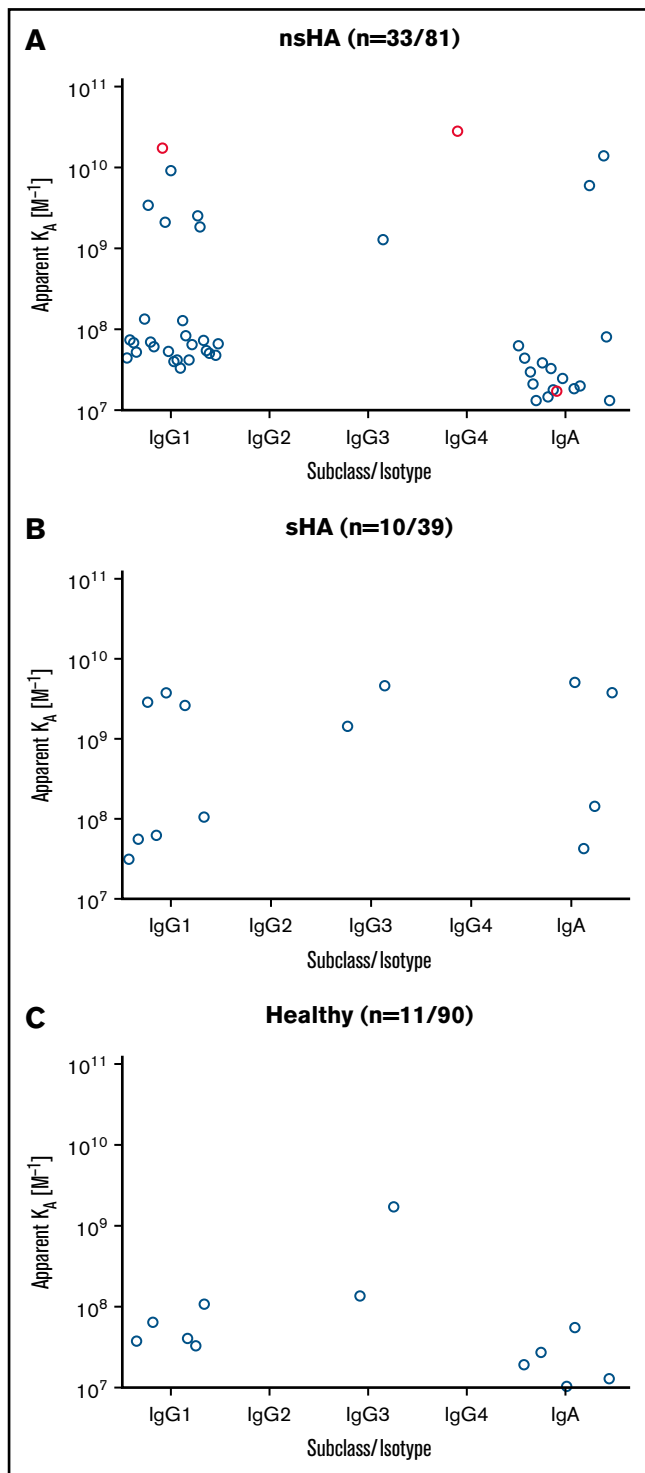 A
nsHA (n=33/81)
Apparent K_A [M⁻¹]
10¹¹
10¹⁰
10⁹
10⁸
10⁷
IgG1 IgG2 IgG3 IgG4 IgA
Subclass/Isotype
B
sHA (n=10/39)
Apparent K_A [M⁻¹]
10¹¹
10¹⁰
10⁹
10⁸
10⁷
IgG1 IgG2 IgG3 IgG4 IgA
Subclass/Isotype
C
Healthy (n=11/90)
Apparent K_A [M⁻¹]
10¹¹
10¹⁰
10⁹
10⁸
10⁷
IgG1 IgG2 IgG3 IgG4 IgA
Subclass/Isotype